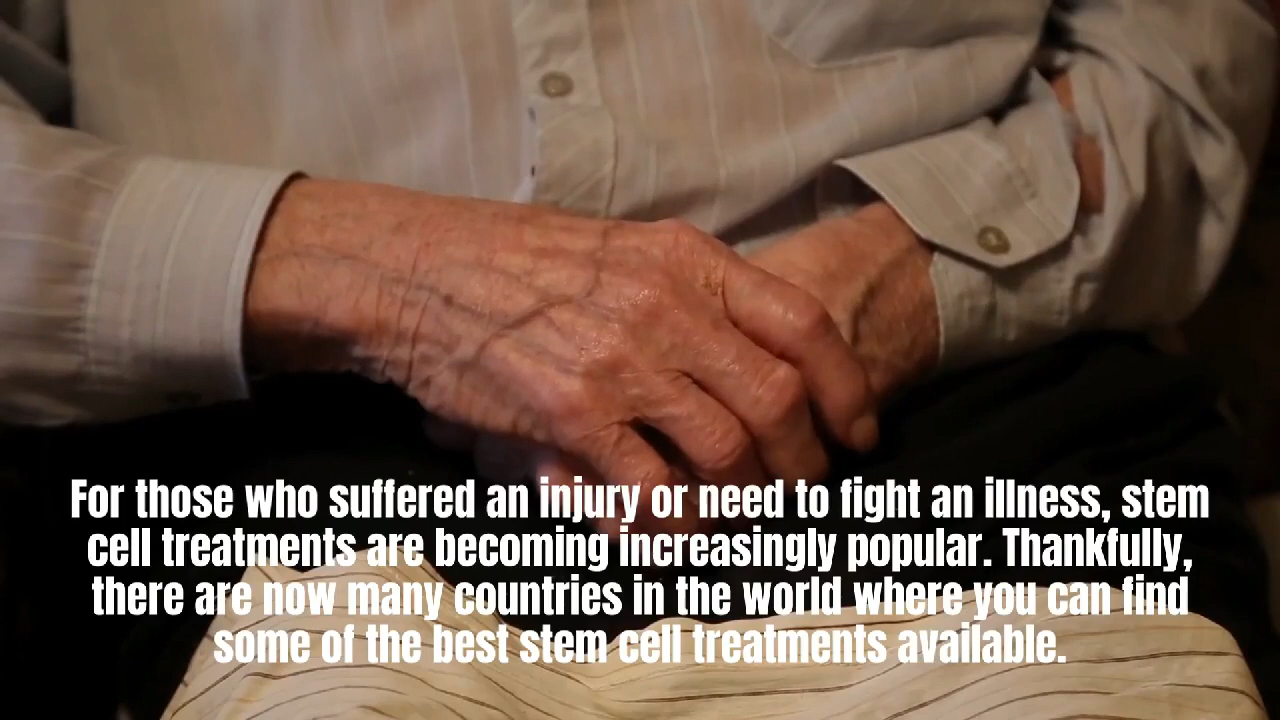 For those who suffered an injury or need to fight an illness, stem
cell treatments are becoming increasingly popular. Thankfully,
there are now many countries in the world where you can find
some of the best stem cell treatments available.